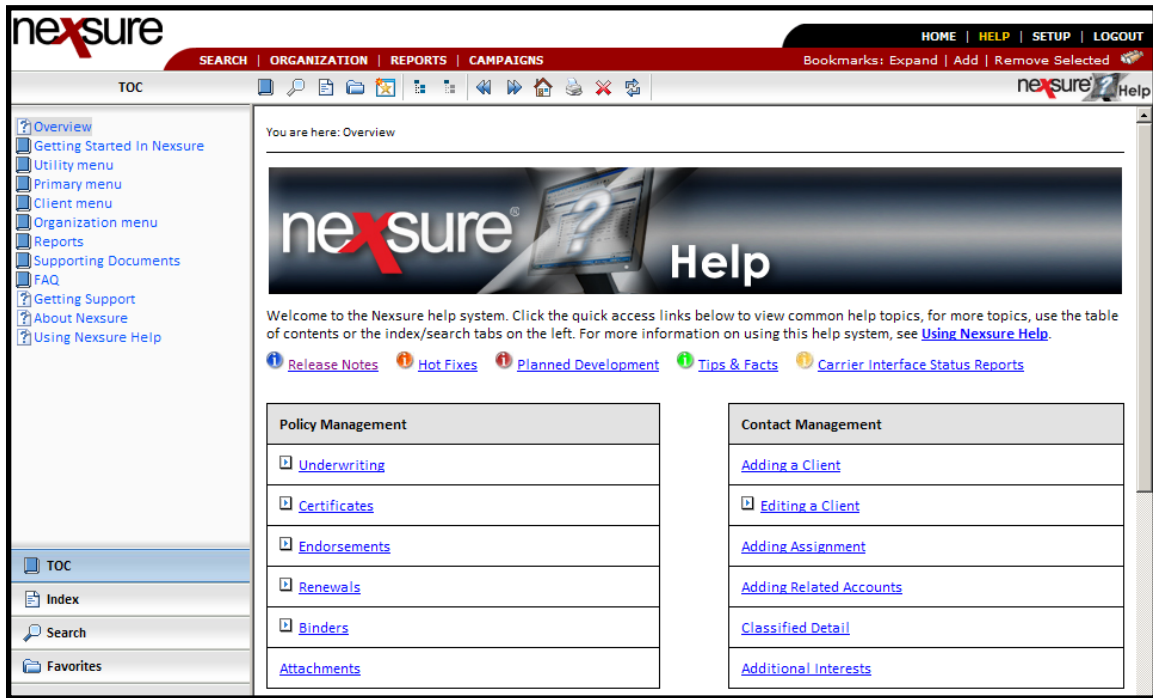 nexsure
HOME | HELP | SETUP | LOGOUT
SEARCH | ORGANIZATION | REPORTS | CAMPAIGNS
Bookmarks: Expand | Add | Remove Selected
TOC
nexsure Help
Overview
Getting Started In Nexsure
Utility menu
Primary menu
Client menu
Organization menu
Reports
Supporting Documents
FAQ
Getting Support
About Nexsure
Using Nexsure Help
TOC
Index
Search
Favorites
You are here: Overview
nexsure® Help
Welcome to the Nexsure help system. Click the quick access links below to view common help topics, for more topics, use the table
of contents or the index/search tabs on the left. For more information on using this help system, see Using Nexsure Help.
Release Notes Hot Fixes Planned Development Tips & Facts Carrier Interface Status Reports
Policy Management
Underwriting
Certificates
Endorsements
Renewals
Binders
Attachments
Contact Management
Adding a Client
Editing a Client
Adding Assignment
Adding Related Accounts
Classified Detail
Additional Interests